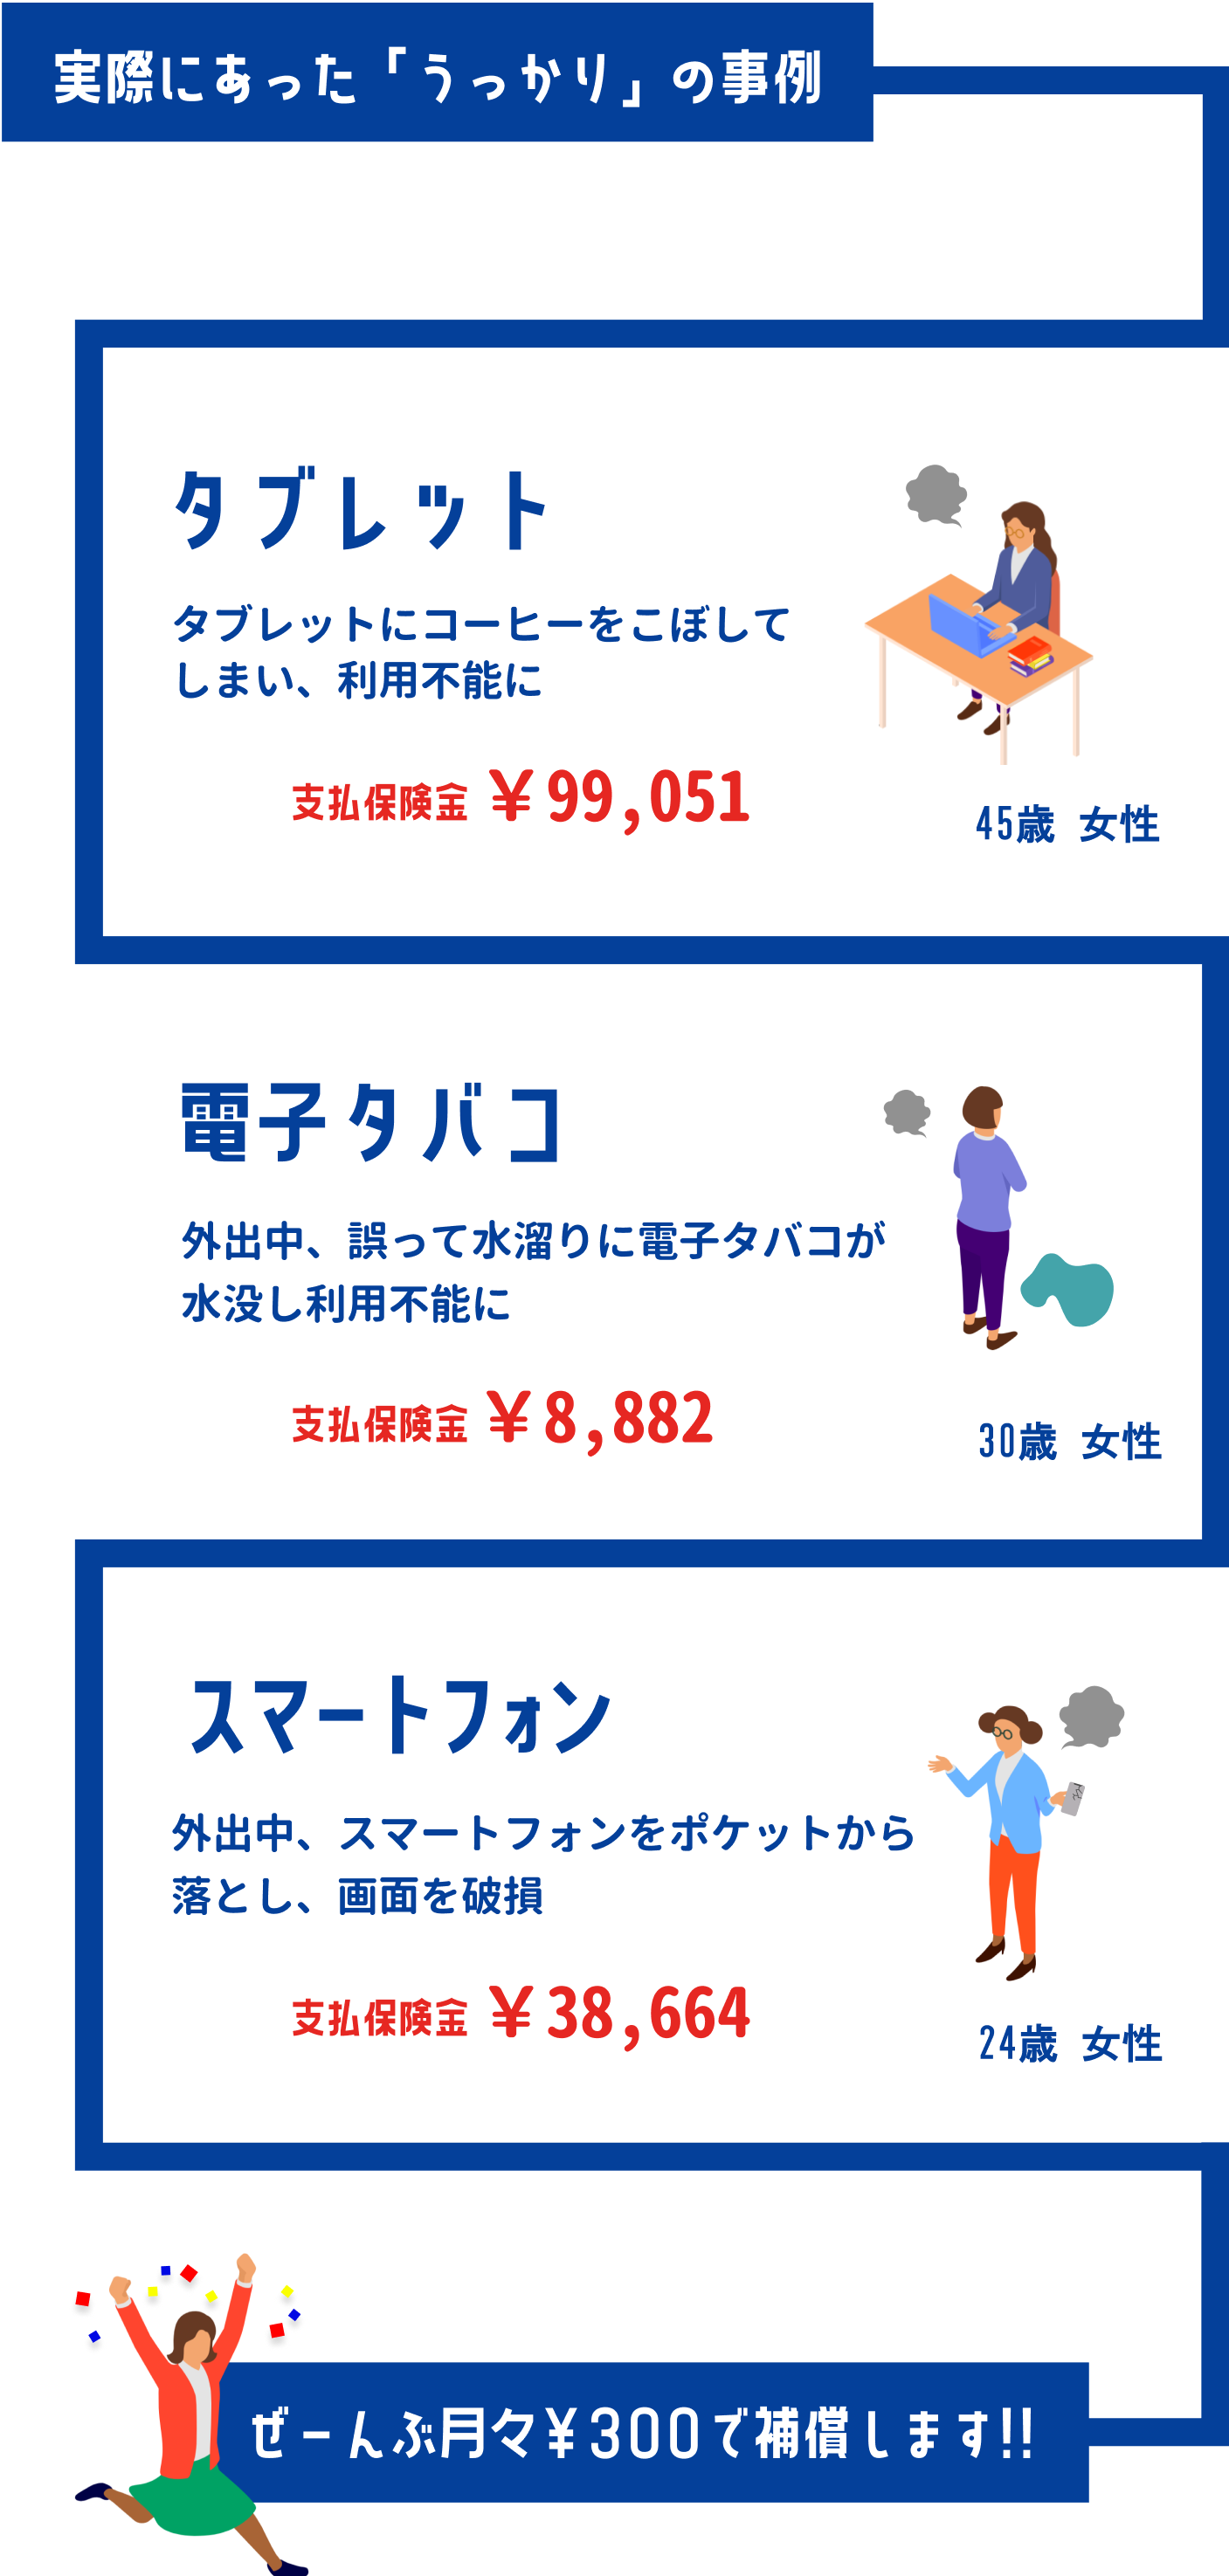 実際にあった「うっかり」の事例
タブレット
タブレットにコーヒーをこぼして
しまい、利用不能に
支払保険金 ¥99,051
45歳 女性
電子タバコ
外出中、誤って水溜りに電子タバコが
水没し利用不能に
支払保険金 ¥8,882
30歳 女性
スマートフォン
外出中、スマートフォンをポケットから
落とし、画面を破損
支払保険金 ¥38,664
24歳 女性
ぜーんぶ月々¥300で補償します!!